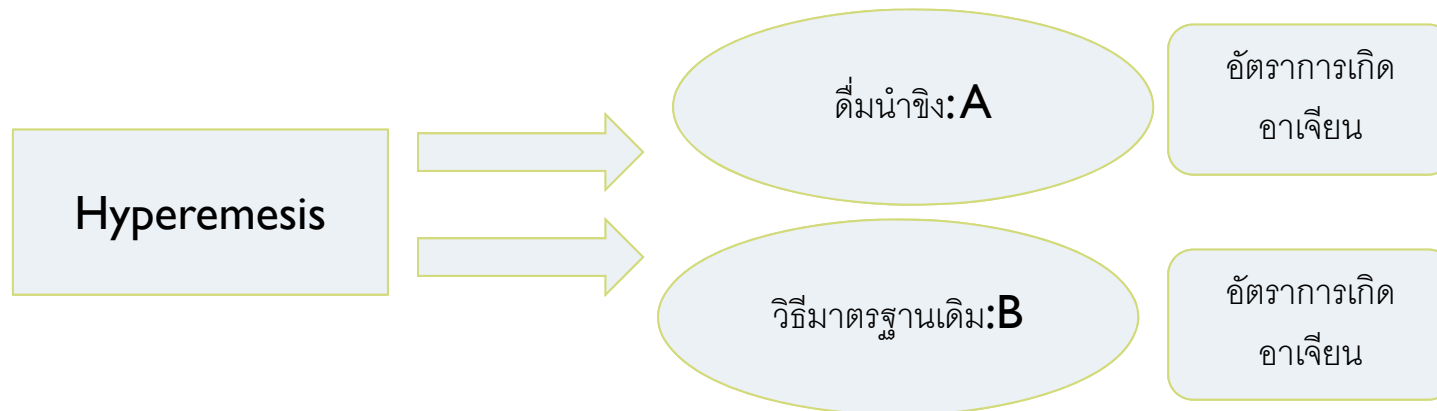 Hyperemesis
ดื่มนำขิง:A
อัตราการเกิด
อาเจียน
วิธีมาตรฐานเดิม:B
อัตราการเกิด
อาเจียน